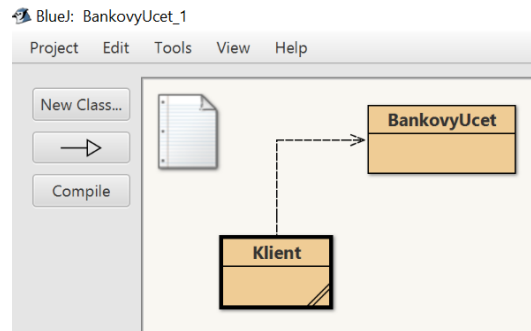 BlueJ: BankovyUcet_1
Project Edit Tools View Help
New Class...
BankovyUcet
Compile
Klient